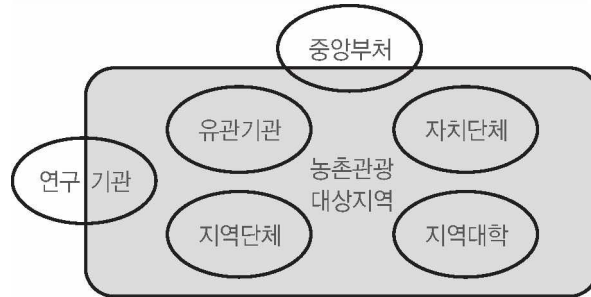 중앙부처
유관기관
자치단체
연구 기관
농촌관광
대상지역
지역단체
지역대학